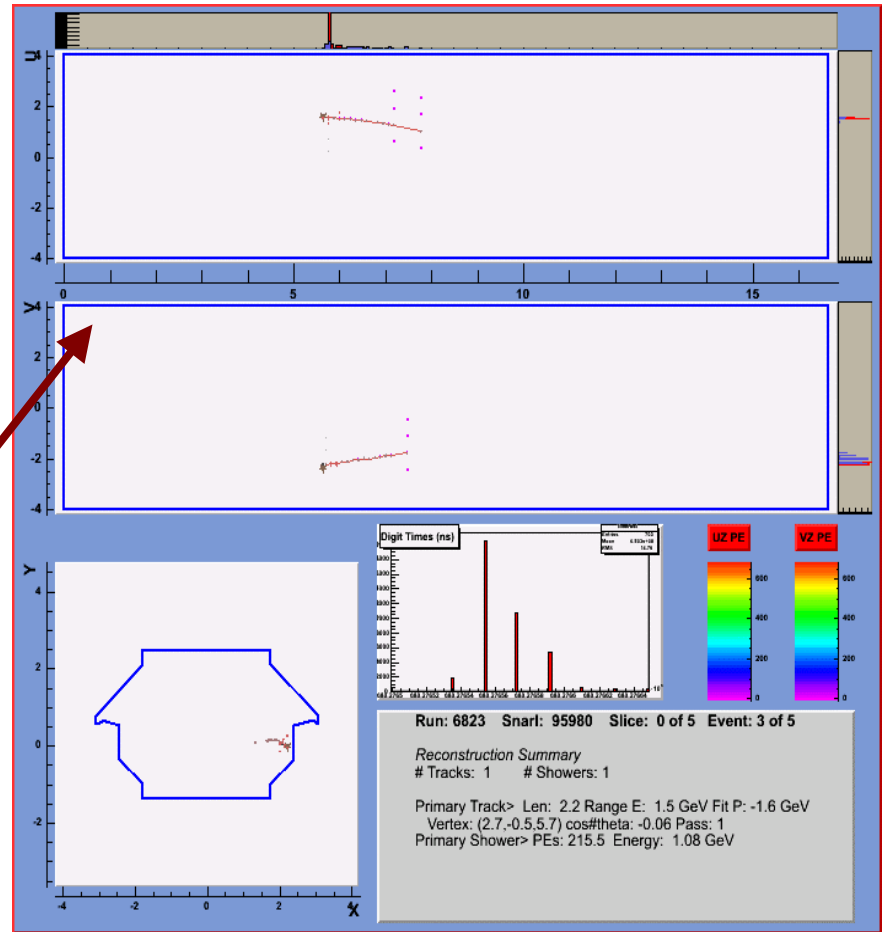 U
4
2
0
-2
-4
0 5 10 15
V
4
2
0
-2
-4
Digit Times (ns)
UZ PE
VZ PE
600
400
200
0
600
400
200
0
Y
4
2
0
-2
-4 -2 0 2 4
X
Run: 6823 Snarl: 95980 Slice: 0 of 5 Event: 3 of 5
Reconstruction Summary
# Tracks: 1 # Showers: 1
Primary Track> Len: 2.2 Range E: 1.5 GeV Fit P: -1.6 GeV
Vertex: (2.7,-0.5,5.7) cos#theta: -0.06 Pass: 1
Primary Shower> PEs: 215.5 Energy: 1.08 GeV